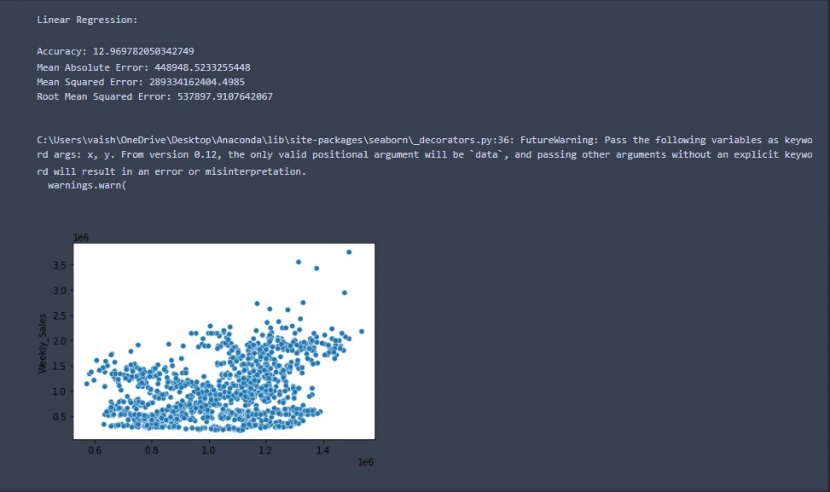 Linear Regression:
Accuracy: 12.969782050342749
Mean Absolute Error: 448948.5233255448
Mean Squared Error: 289334162404.4985
Root Mean Squared Error: 537897.9107642067
C:\Users\vaish\OneDrive\Desktop\Anaconda\lib\site-packages\seaborn\_decorators.py:36: FutureWarning: Pass the following variables as keywo
rd args: x, y. From version 0.12, the only valid positional argument will be `data`, and passing other arguments without an explicit keywo
rd will result in an error or misinterpretation.
warnings.warn(
1e6
3.5
3.0
2.5
2.0
1.5
1.0
0.5
Weekly_Sales
0.6 0.8 1.0 1.2 1.4
1e6